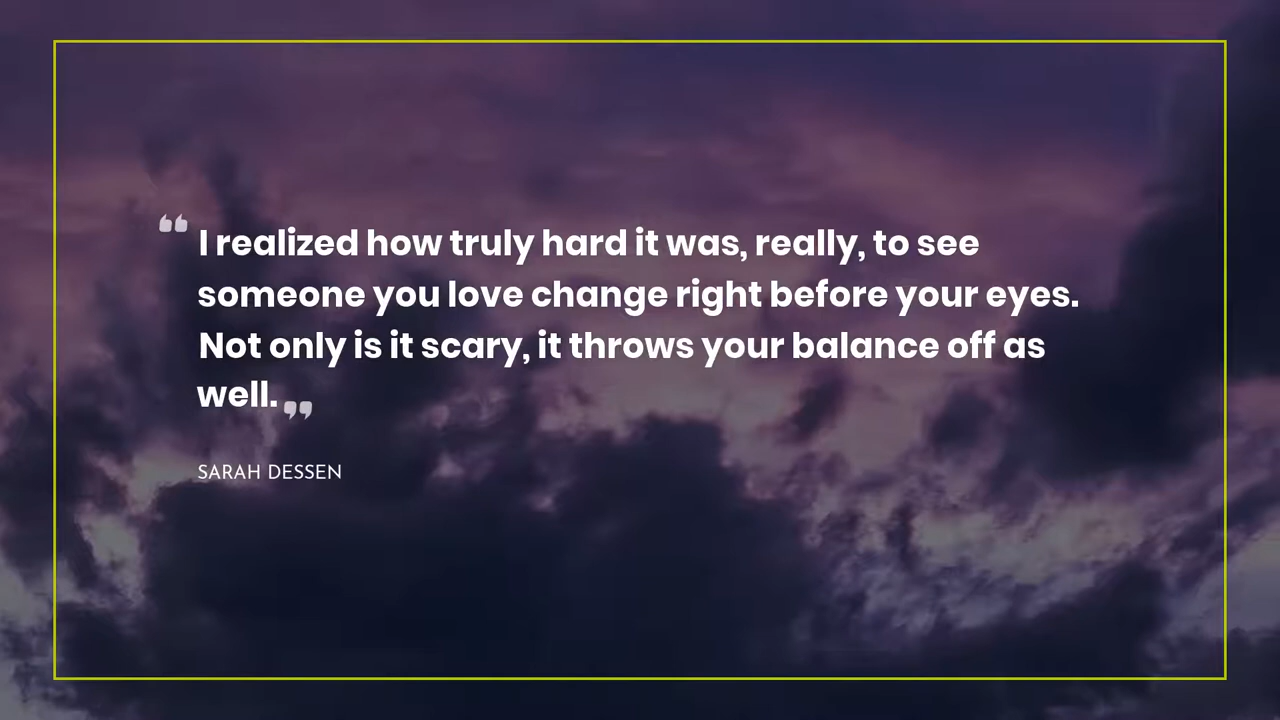 “ I realized how truly hard it was, really, to see
someone you love change right before your eyes.
Not only is it scary, it throws your balance off as
well. ”
SARAH DESSEN